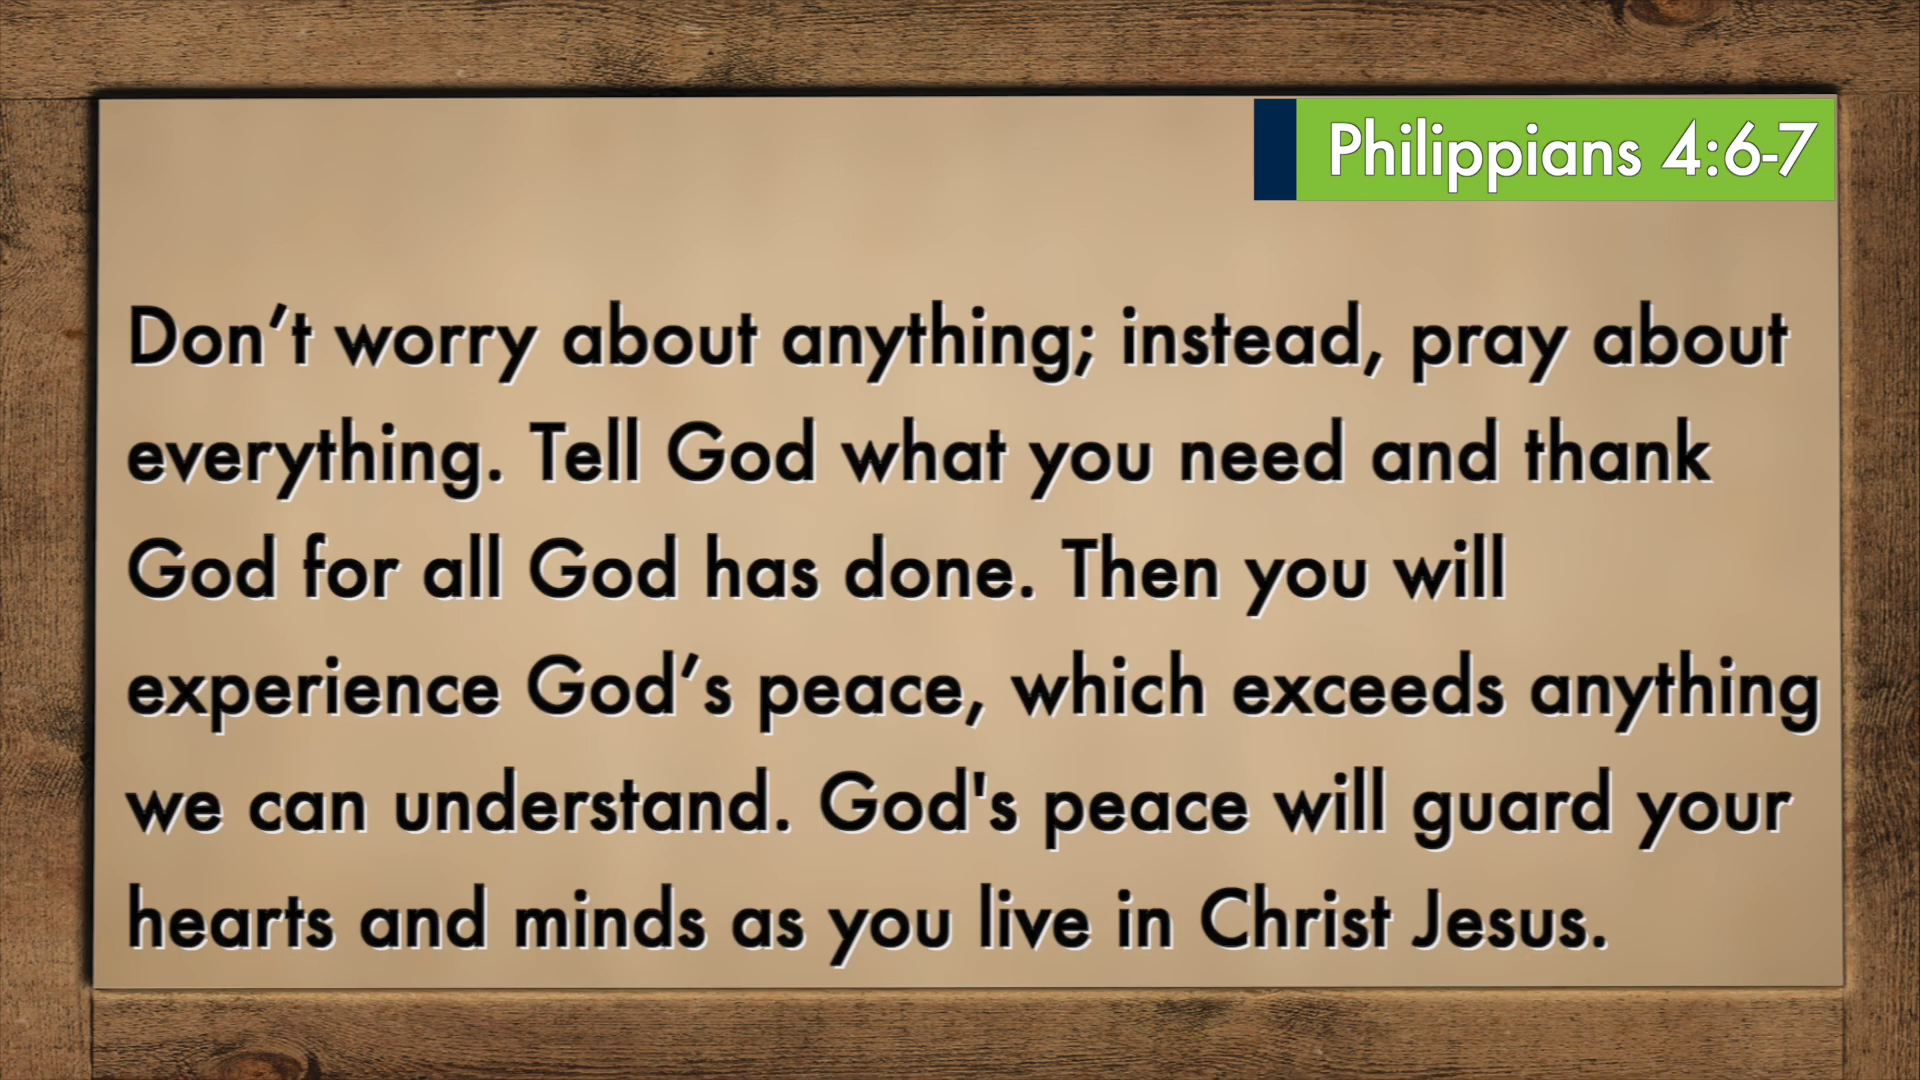 Philippians 4:6-7
Don’t worry about anything; instead, pray about
everything. Tell God what you need and thank
God for all God has done. Then you will
experience God’s peace, which exceeds anything
we can understand. God's peace will guard your
hearts and minds as you live in Christ Jesus.